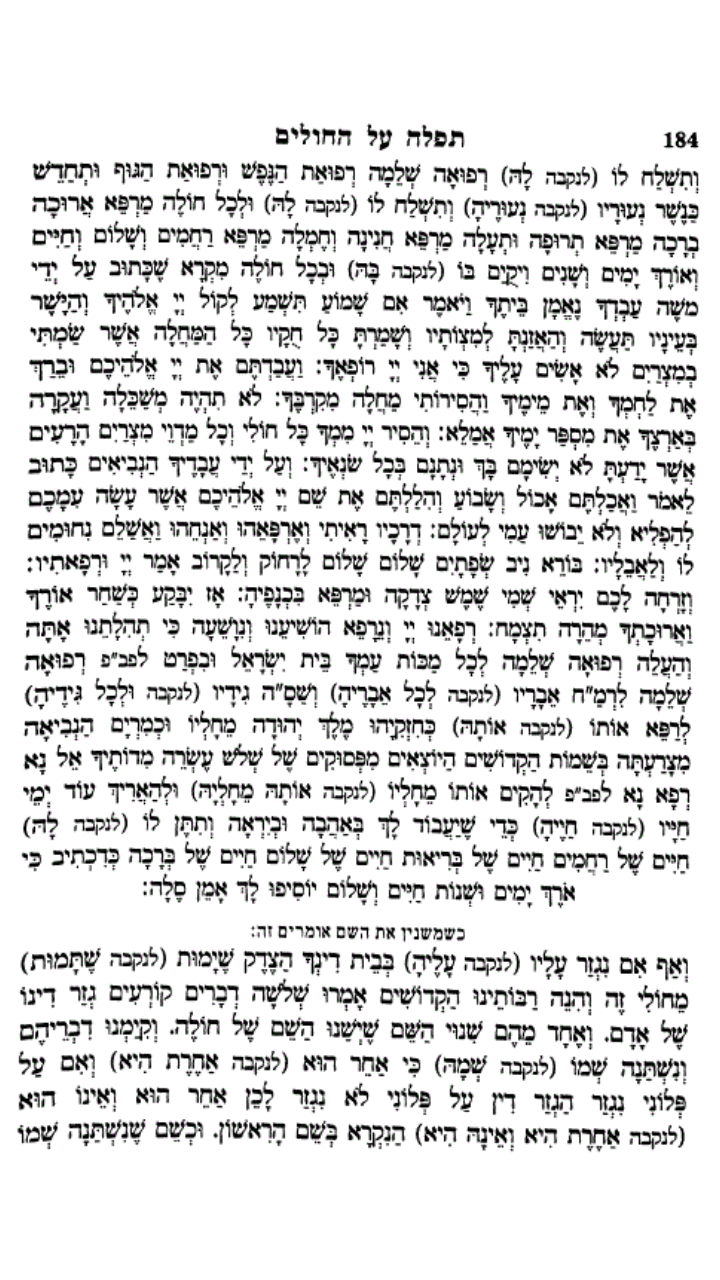 184 תפלה על החולים
וְתִשְׁלַח לוֹ (לנקבה לָהּ) רְפוּאָה שְׁלֵמָה רְפוּאַת הַנֶּפֶשׁ וּרְפוּאַת הַגּוּף וּתְחַדֵּשׁ
כַּנֶּשֶׁר נְעוּרָיו (לנקבה נְעוּרֶיהָ) וְתִשְׁלַח לוֹ (לנקבה לָהּ) וּלְכָל חוֹלֶה מַרְפֵּא אֲרוּכָה
בְרָכָה מַרְפֵּא תְרוּפָה וּתְעָלָה מַרְפֵּא חֲנִינָה וְחֶמְלָה מַרְפֵּא רַחֲמִים וְשָׁלוֹם וְחַיִּים
וְאוֹרֶךְ יָמִים וְשָׁנִים וִיקֻיַּם בּוֹ (לנקבה בָּהּ) וּבְכָל חוֹלֶה מִקְרָא שֶׁכָּתוּב עַל יְדֵי
משֶׁה עַבְדְּךָ נֶאֱמַן בֵּיתֶךָ וַיֹּאמֶר אִם שָׁמוֹעַ תִּשְׁמַע לְקוֹל יְיָ אֱלֹהֶיךָ וְהַיָּשָׁר
בְּעֵינָיו תַּעֲשֶׂה וְהַאֲזַנְתָּ לְמִצְוֹתָיו וְשָׁמַרְתָּ כָּל חֻקָּיו כָּל הַמַּחֲלָה אֲשֶׁר שַׂמְתִּי
בְמִצְרַיִם לֹא אָשִׂים עָלֶיךָ כִּי אֲנִי יְיָ רוֹפְאֶךָ: וַעֲבַדְתֶּם אֶת יְיָ אֱלֹהֵיכֶם וּבֵרַךְ
אֶת לַחְמְךָ וְאֶת מֵימֶיךָ וַהֲסִירוֹתִי מַחֲלָה מִקִּרְבֶּךָ: לֹא תִהְיֶה מְשַׁכֵּלָה וַעֲקָרָה
בְּאַרְצֶךָ אֶת מִסְפַּר יָמֶיךָ אֲמַלֵּא: וְהֵסִיר יְיָ מִמְּךָ כָּל חוֹלִי וְכָל מַדְוֵי מִצְרַיִם הָרָעִים
אֲשֶׁר יָדַעְתָּ לֹא יְשִׂימָם בָּךְ וּנְתָנָם בְּכָל שֹׂנְאֶיךָ: וְעַל יְדֵי עֲבָדֶיךָ הַנְּבִיאִים כָּתוּב
לֵאמֹר וַאֲכַלְתֶּם אָכוֹל וְשָׂבוֹעַ וְהִלַּלְתֶּם אֶת שֵׁם יְיָ אֱלֹהֵיכֶם אֲשֶׁר עָשָׂה עִמָּכֶם
לְהַפְלִיא וְלֹא יֵבוֹשׁוּ עַמִּי לְעוֹלָם: דְּרָכָיו רָאִיתִי וְאֶרְפָּאֵהוּ וְאַנְחֵהוּ וַאֲשַׁלֵּם נִחוּמִים
לוֹ וְלַאֲבֵלָיו: בּוֹרֵא נִיב שְׂפָתָיִם שָׁלוֹם שָׁלוֹם לָרָחוֹק וְלַקָּרוֹב אָמַר יְיָ וּרְפָאתִיו:
וְזָרְחָה לָכֶם יִרְאֵי שְׁמִי שֶׁמֶשׁ צְדָקָה וּמַרְפֵּא בִּכְנָפֶיהָ: אָז יִבָּקַע כַּשַּׁחַר אוֹרֶךָ
וַאֲרוּכָתְךָ מְהֵרָה תִצְמָח: רְפָאֵנוּ יְיָ וְנֵרָפֵא הוֹשִׁיעֵנוּ וְנִוָּשֵׁעָה כִּי תְהִלָּתֵנוּ אָתָּה
וְהַעֲלֵה רְפוּאָה שְׁלֵמָה לְכָל מַכּוֹת עַמְּךָ בֵּית יִשְׂרָאֵל וּבִפְרַט לפב״פ רְפוּאָה
שְׁלֵמָה לִרְמַ״ח אֵבָרָיו (לנקבה לְכָל אֵבָרֶיהָ) וּשְׁסָ״ה גִידָיו (לנקבה וּלְכָל גִּידֶיהָ)
לִרַפֵּא אוֹתוֹ (לנקבה אוֹתָהּ) כְּחִזְקִיָּהוּ מֶלֶךְ יְהוּדָה מֵחָלְיוֹ וּכְמִרְיָם הַנְּבִיאָה
מִצָּרַעְתָּהּ בְּשֵׁמוֹת הַקְּדוֹשִׁים הַיּוֹצְאִים מִפְּסוּקִים שֶׁל שְׁלֹשׁ עֶשְׂרֵה מִדּוֹתֶיךָ אֵל נָא
רְפָא נָא לפב״פ לְהָקִים אוֹתוֹ מֵחָלְיוֹ (לנקבה אוֹתָהּ מֵחָלְיָהּ) וּלְהַאֲרִיךְ עוֹד יְמֵי
חַיָּיו (לנקבה חַיֶּיהָ) כְּדֵי שֶׁיַּעֲבוֹד לָךְ בְּאַהֲבָה וּבְיִרְאָה וְתִתֶּן לוֹ (לנקבה לָהּ)
חַיִּים שֶׁל רַחֲמִים חַיִּים שֶׁל בְּרִיאוּת חַיִּים שֶׁל שָׁלוֹם חַיִּים שֶׁל בְּרָכָה כְּדִכְתִיב כִּי
אֹרֶךְ יָמִים וּשְׁנוֹת חַיִּים וְשָׁלוֹם יוֹסִיפוּ לָךְ אָמֵן סֶלָה:
כשמשנין את השם אומרים זה:
וְאַף אִם נִגְזַר עָלָיו (לנקבה עָלֶיהָ) בְּבֵית דִּינְךָ הַצֶּדֶק שֶׁיָּמוּת (לנקבה שֶׁתָּמוּת)
מֵחוֹלִי זֶה וְהִנֵּה רַבּוֹתֵינוּ הַקְּדוֹשִׁים אָמְרוּ שְׁלֹשָׁה דְבָרִים קוֹרְעִים גְּזַר דִּינוֹ
שֶׁל אָדָם. וְאֶחָד מֵהֶם שִׁנּוּי הַשֵּׁם שֶׁיְּשַׁנּוּ הַשֵּׁם שֶׁל חוֹלֶה. וְקִיַּמְנוּ דִבְרֵיהֶם
וְנִשְׁתַּנָּה שְׁמוֹ (לנקבה שְׁמָהּ) כִּי אַחֵר הוּא (לנקבה אַחֶרֶת הִיא) וְאִם עַל
פְּלוֹנִי נִגְזַר הַגְּזַר דִּין עַל פְּלוֹנִי לֹא נִגְזַר לָכֵן אַחֵר הוּא וְאֵינוֹ הוּא
(לנקבה אַחֶרֶת הִיא וְאֵינָהּ הִיא) הַנִּקְרָא בְּשֵׁם הָרִאשׁוֹן. וּכְשֵׁם שֶׁנִּשְׁתַּנָּה שְׁמוֹ